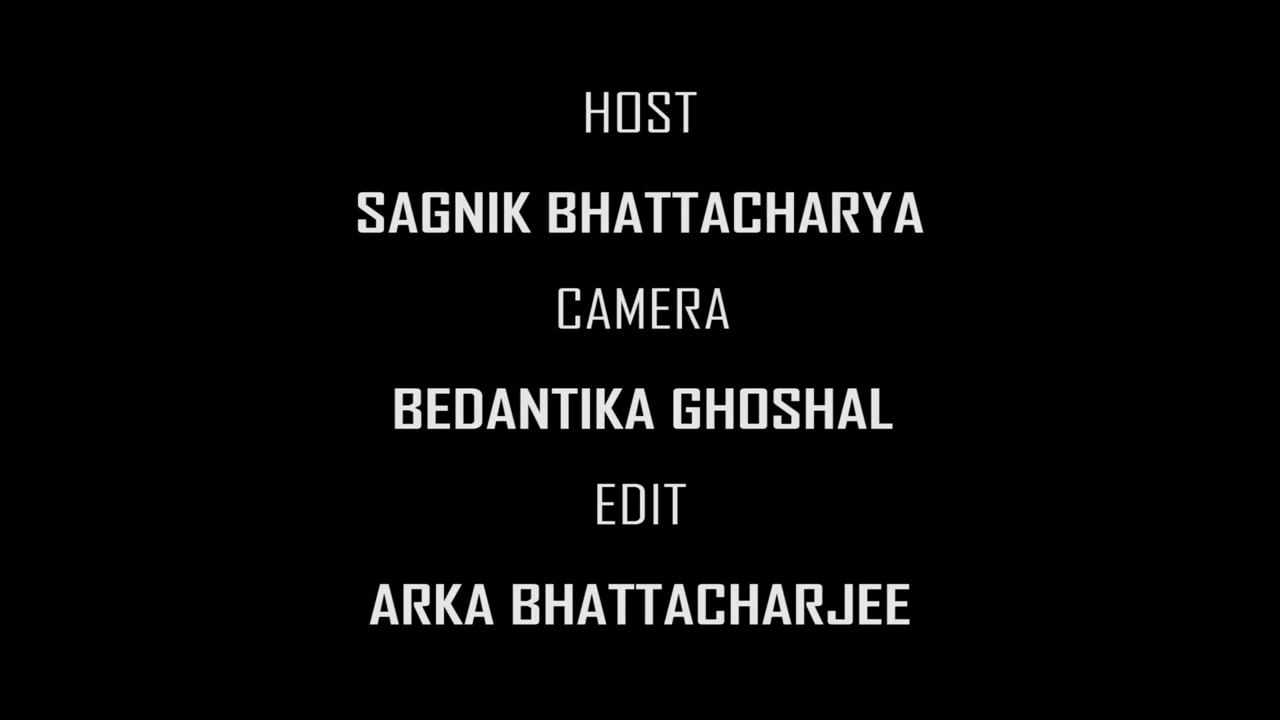 HOST
SAGNIK BHATTACHARYA
CAMERA
BEDANTIKA GHOSHAL
EDIT
ARKA BHATTACHARJEE